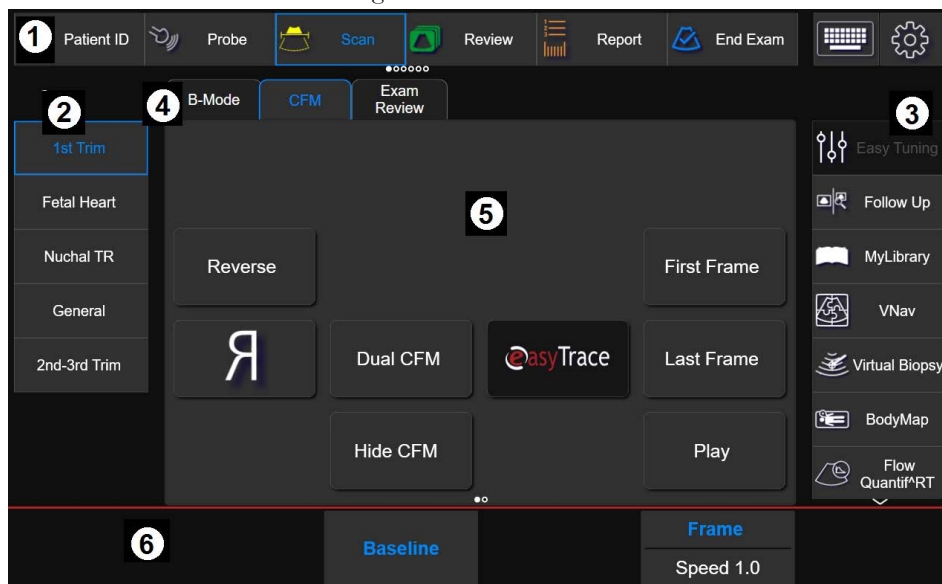 1
Patient ID
Probe
Scan
Review
Report
End Exam
2
4
B-Mode
CFM
Exam
Review
3
1st Trim
Fetal Heart
Nuchal TR
General
2nd-3rd Trim
5
Reverse
First Frame
Я
Dual CFM
easyTrace
Last Frame
Hide CFM
Play
Easy Tuning
Follow Up
MyLibrary
VNav
Virtual Biopsy
BodyMap
Flow
Quantif^RT
6
Baseline
Frame
Speed 1.0